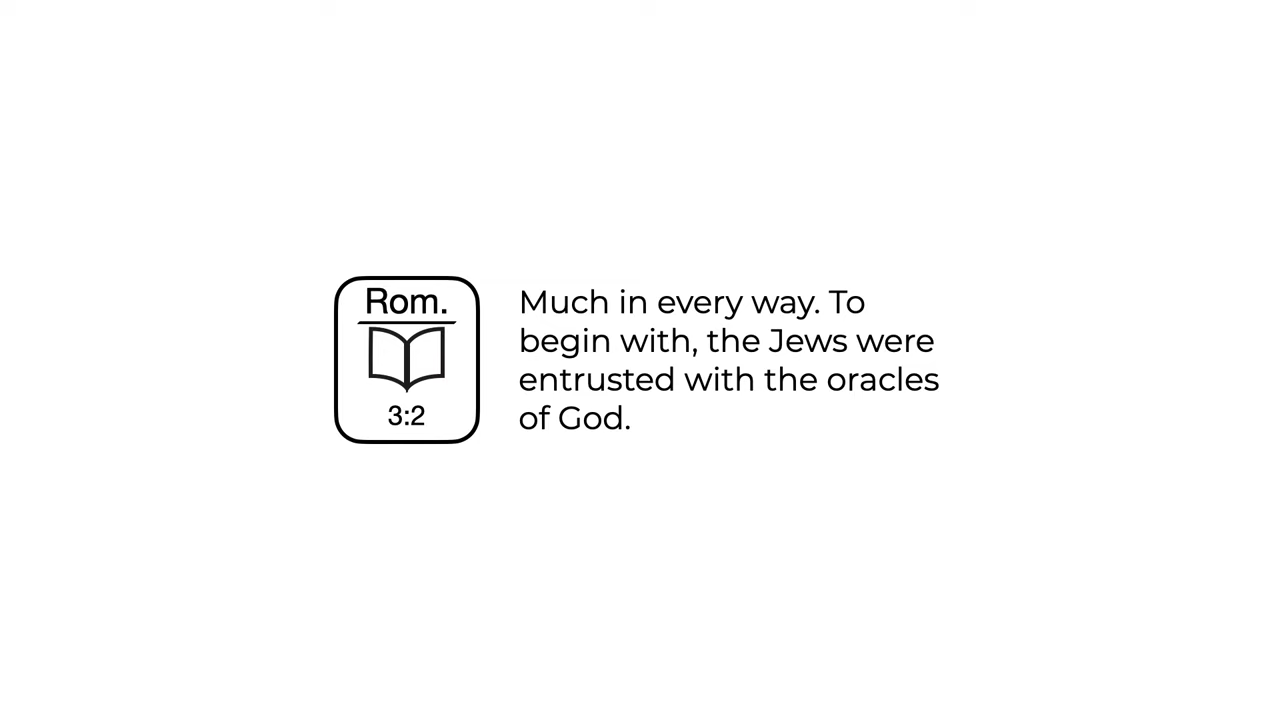 Rom.
3:2
Much in every way. To
begin with, the Jews were
entrusted with the oracles
of God.